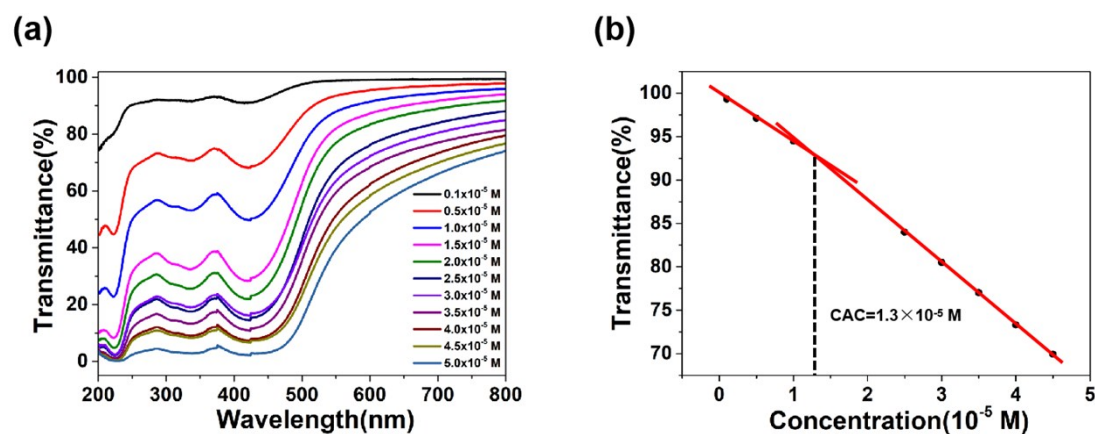 (a)
(b)
Transmittance(%)
100
80
60
40
20
0
0.1x10⁻⁵ M
0.5x10⁻⁵ M
1.0x10⁻⁵ M
1.5x10⁻⁵ M
2.0x10⁻⁵ M
2.5x10⁻⁵ M
3.0x10⁻⁵ M
3.5x10⁻⁵ M
4.0x10⁻⁵ M
4.5x10⁻⁵ M
5.0x10⁻⁵ M
200 300 400 500 600 700 800
Wavelength(nm)
Transmittance(%)
100
95
90
85
80
75
70
CAC=1.3×10⁻⁵ M
0 1 2 3 4 5
Concentration(10⁻⁵ M)